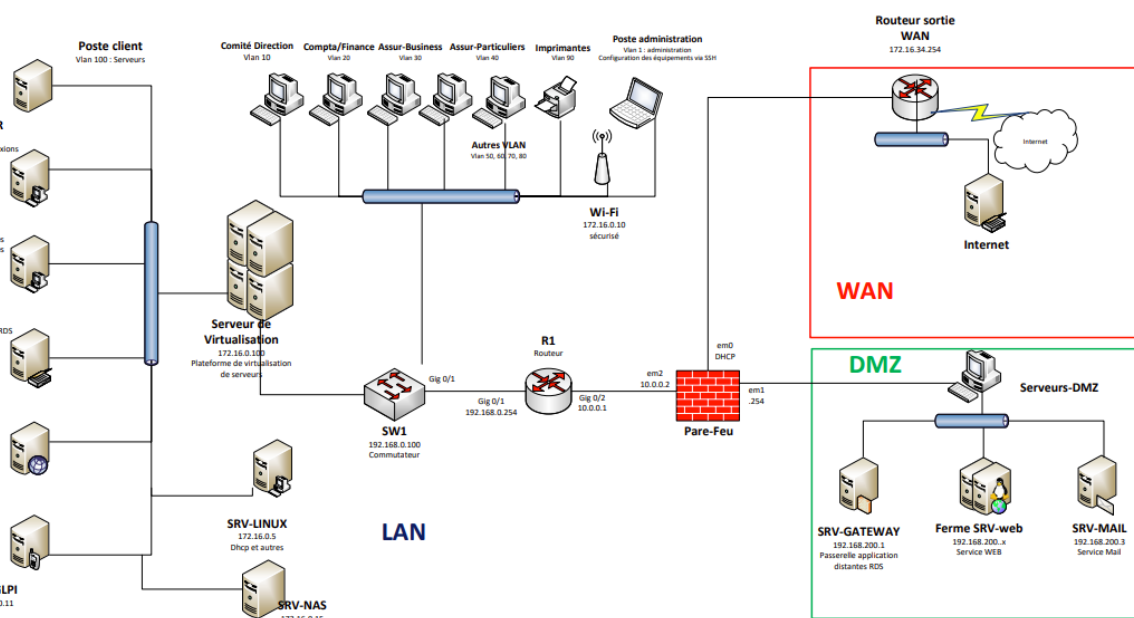 Poste client
Vlan 100 : Serveurs
Comité Direction
Vlan 10
Compta/Finance
Vlan 20
Assur-Business
Vlan 30
Assur-Particuliers
Vlan 40
Imprimantes
Vlan 90
Poste administration
Vlan 1 : administration
Configuration des équipements via SSH
Autres VLAN
Vlan 50, 60, 70, 80
Wi-Fi
172.16.0.10
sécurisé
Routeur sortie
WAN
172.16.34.254
Internet
Internet
WAN
R
xions
s
s
RDS
GLPI
0.11
Serveur de
Virtualisation
172.16.0.100
Plateforme de virtualisation
de serveurs
SRV-LINUX
172.16.0.5
Dhcp et autres
SRV-NAS
LAN
Gig 0/1
SW1
192.168.0.100
Commutateur
Gig 0/1
192.168.0.254
R1
Routeur
Gig 0/2
10.0.0.1
em2
10.0.0.2
em0
DHCP
em1
.254
Pare-Feu
DMZ
Serveurs-DMZ
SRV-GATEWAY
192.168.200.1
Passerelle application
distantes RDS
Ferme SRV-web
192.168.200..x
Service WEB
SRV-MAIL
192.168.200.3
Service Mail